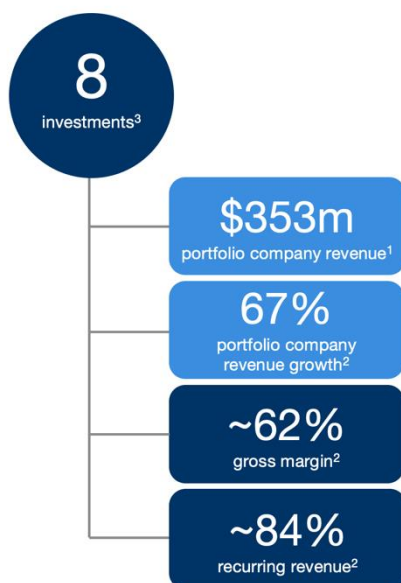 8
investments³
$353m
portfolio company revenue¹
67%
portfolio company
revenue growth²
~62%
gross margin²
~84%
recurring revenue²